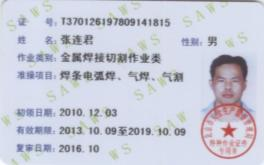 证 号 T370126197809141815
姓 名 张连君 性别：男
作业类别：金属焊接切割作业类
准操项目：焊条电弧焊、气焊、气割
初领日期 2010.12.03
有效期限 2013.10.09至2019.10.09
复审日期 2016.10
SAWS